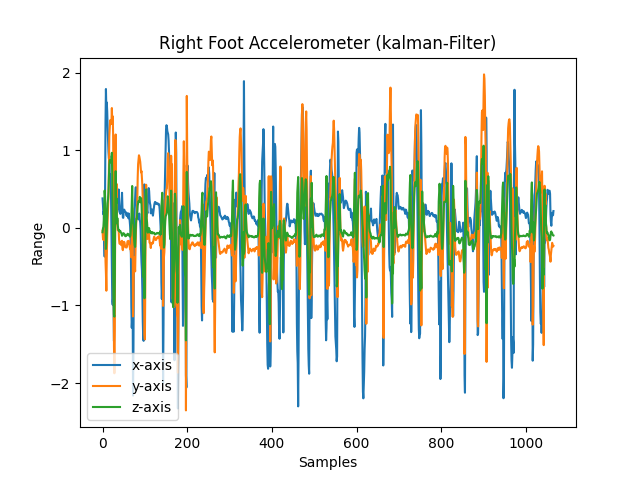 Right Foot Accelerometer (kalman-Filter)
2
1
0
−1
−2
Range
x-axis
y-axis
z-axis
0 200 400 600 800 1000
Samples